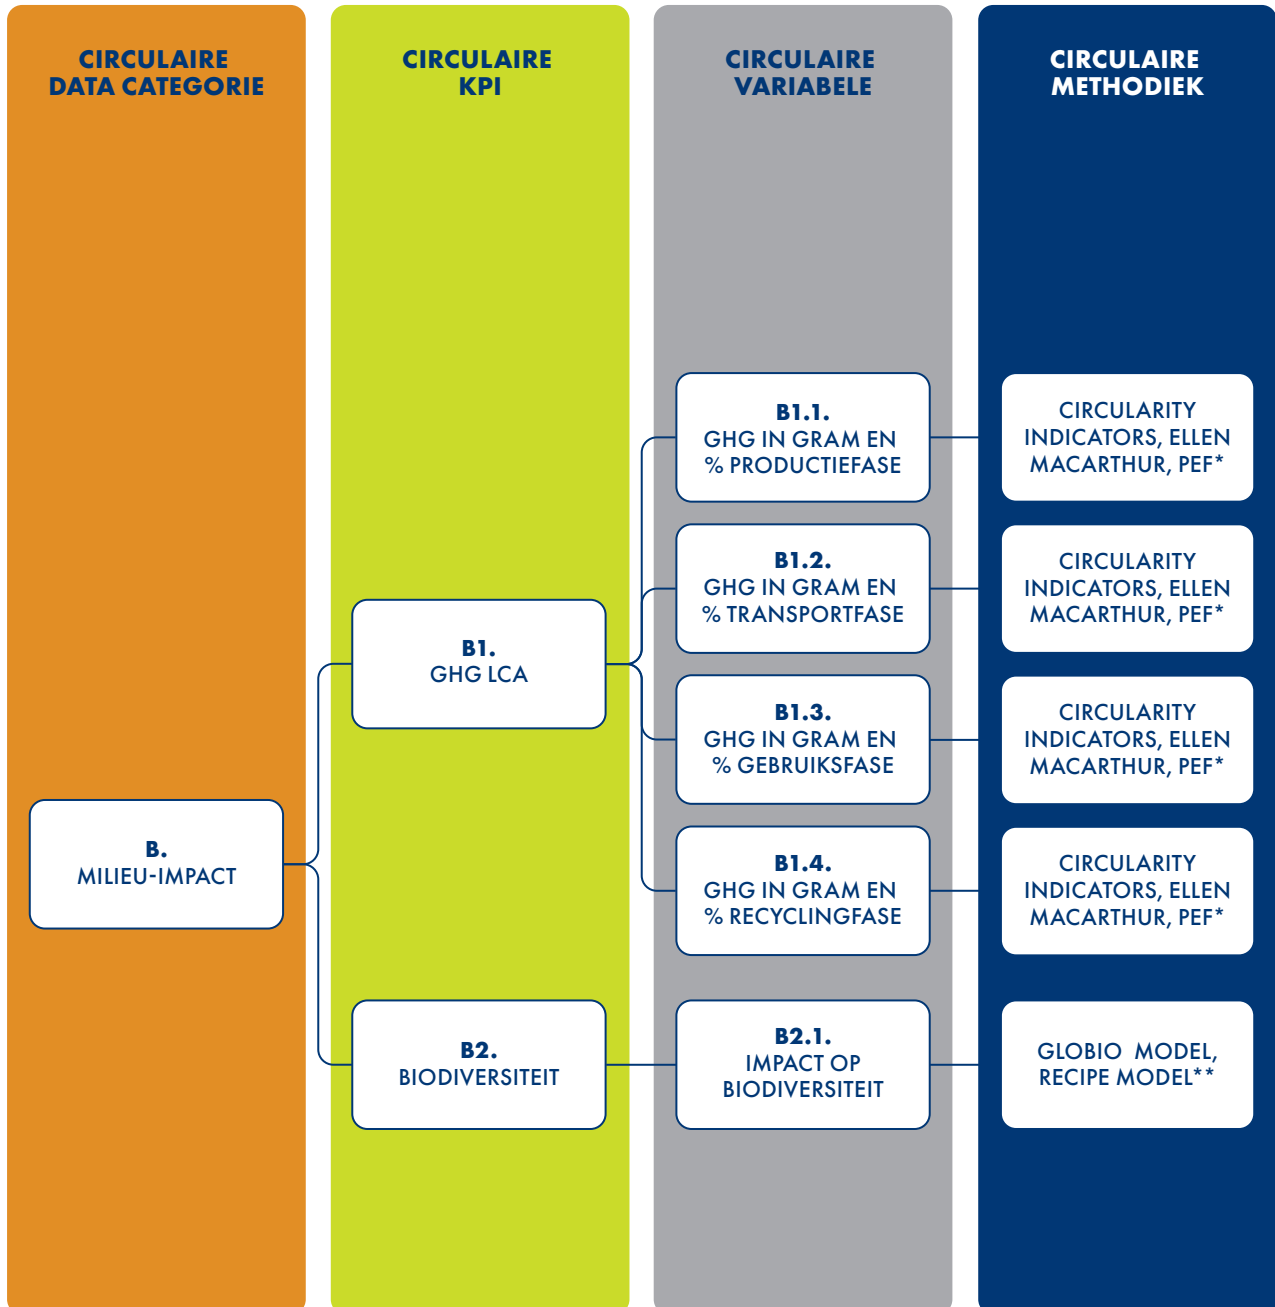 CIRCULAIRE
DATA CATEGORIE
CIRCULAIRE
KPI
CIRCULAIRE
VARIABELE
CIRCULAIRE
METHODIEK
B.
MILIEU-IMPACT
B1.
GHG LCA
B2.
BIODIVERSITEIT
B1.1.
GHG IN GRAM EN
% PRODUCTIEFASE
B1.2.
GHG IN GRAM EN
% TRANSPORTFASE
B1.3.
GHG IN GRAM EN
% GEBRUIKSFASE
B1.4.
GHG IN GRAM EN
% RECYCLINGFASE
B2.1.
IMPACT OP
BIODIVERSITEIT
CIRCULARITY
INDICATORS, ELLEN
MACARTHUR, PEF*
CIRCULARITY
INDICATORS, ELLEN
MACARTHUR, PEF*
CIRCULARITY
INDICATORS, ELLEN
MACARTHUR, PEF*
CIRCULARITY
INDICATORS, ELLEN
MACARTHUR, PEF*
GLOBIO MODEL,
RECIPE MODEL**